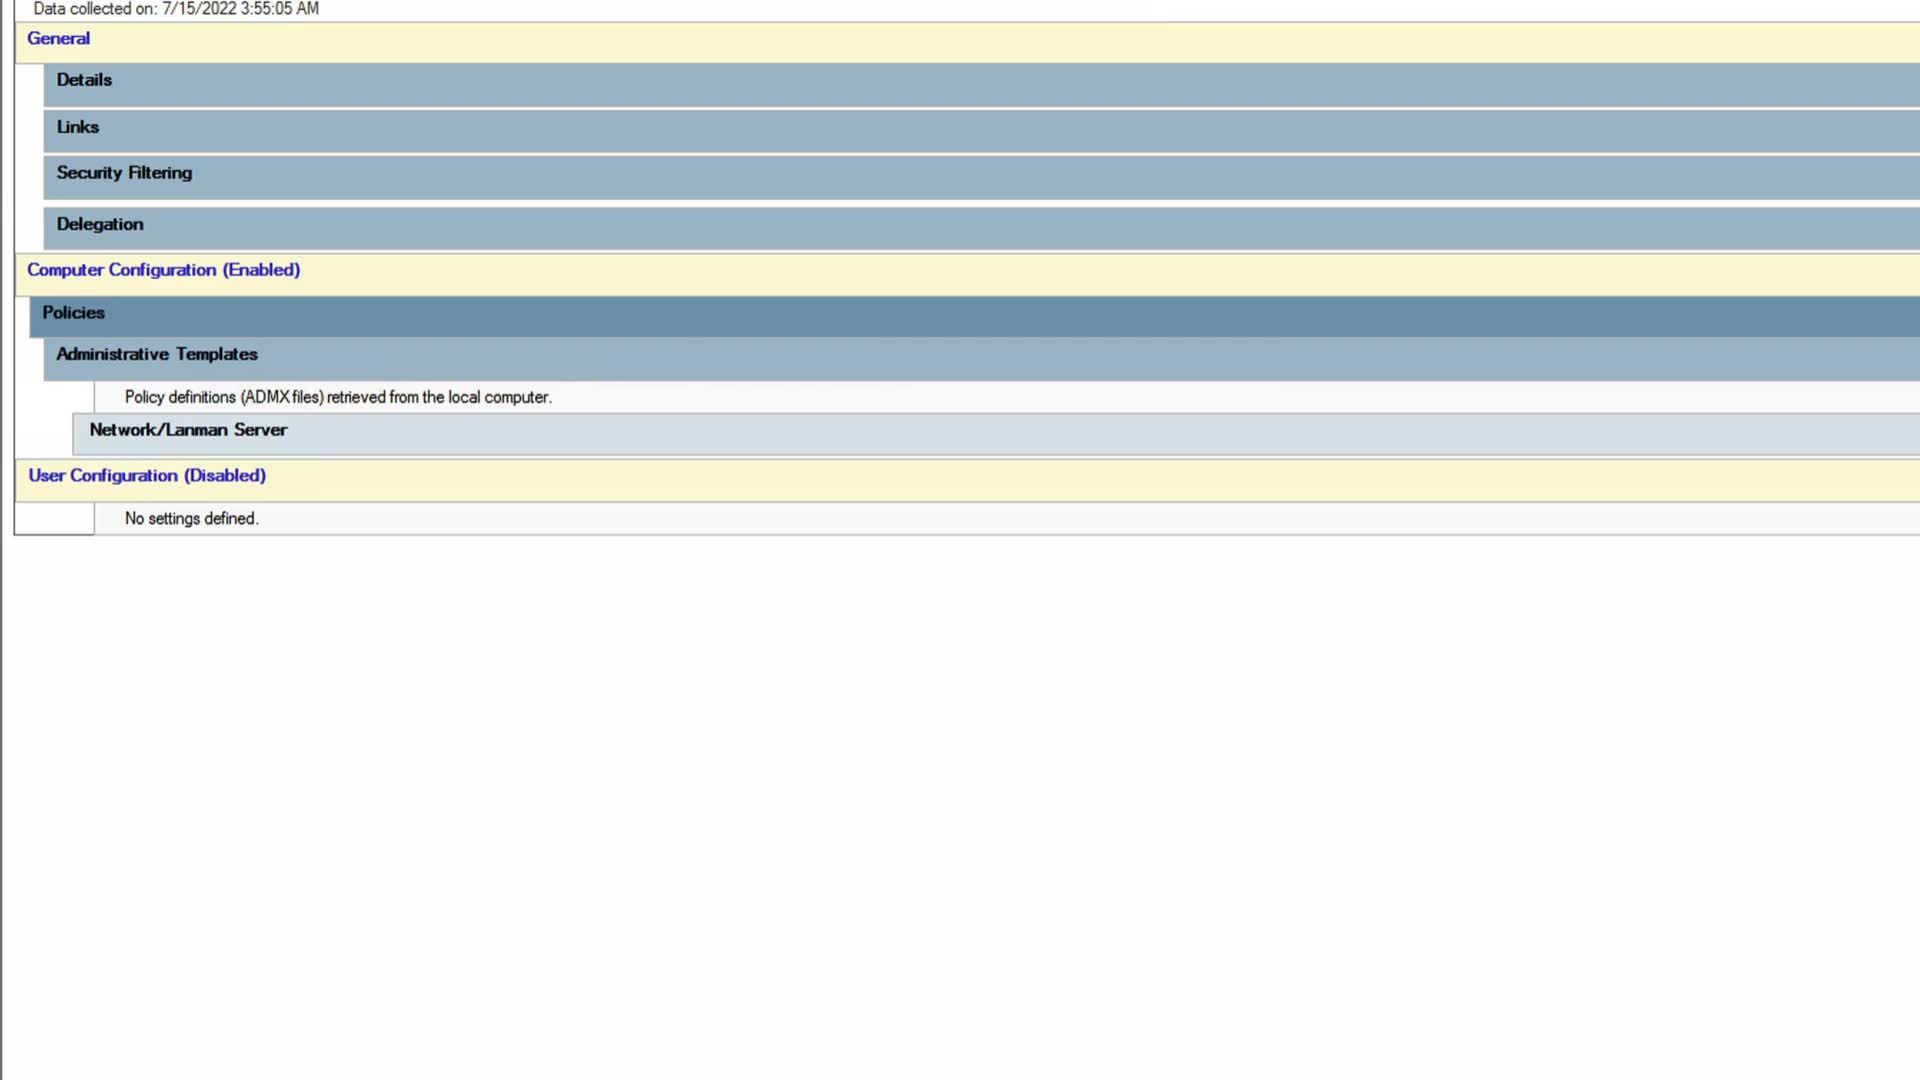 Data collected on: 7/15/2022 3:55:05 AM
General
Details
Links
Security Filtering
Delegation
Computer Configuration (Enabled)
Policies
Administrative Templates
Policy definitions (ADMX files) retrieved from the local computer.
Network/Lanman Server
User Configuration (Disabled)
No settings defined.